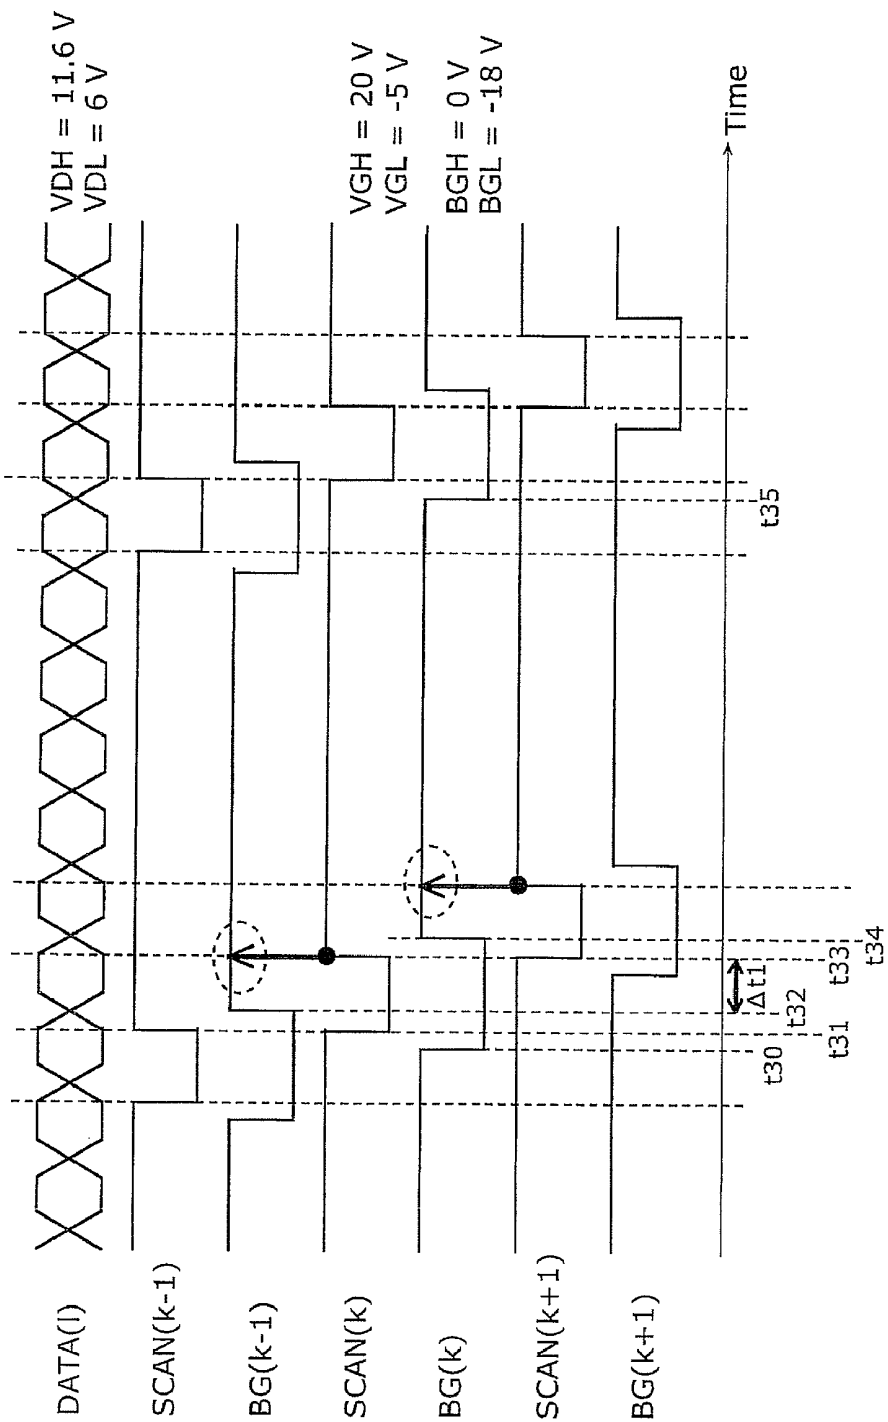 DATA(l)
VDH = 11.6 V
VDL = 6 V
SCAN(k-1)
BG(k-1)
SCAN(k)
VGH = 20 V
VGL = -5 V
BG(k)
BGH = 0 V
BGL = -18 V
SCAN(k+1)
BG(k+1)
Time
t30
t31
t32
Δt1
t33
t34
t35